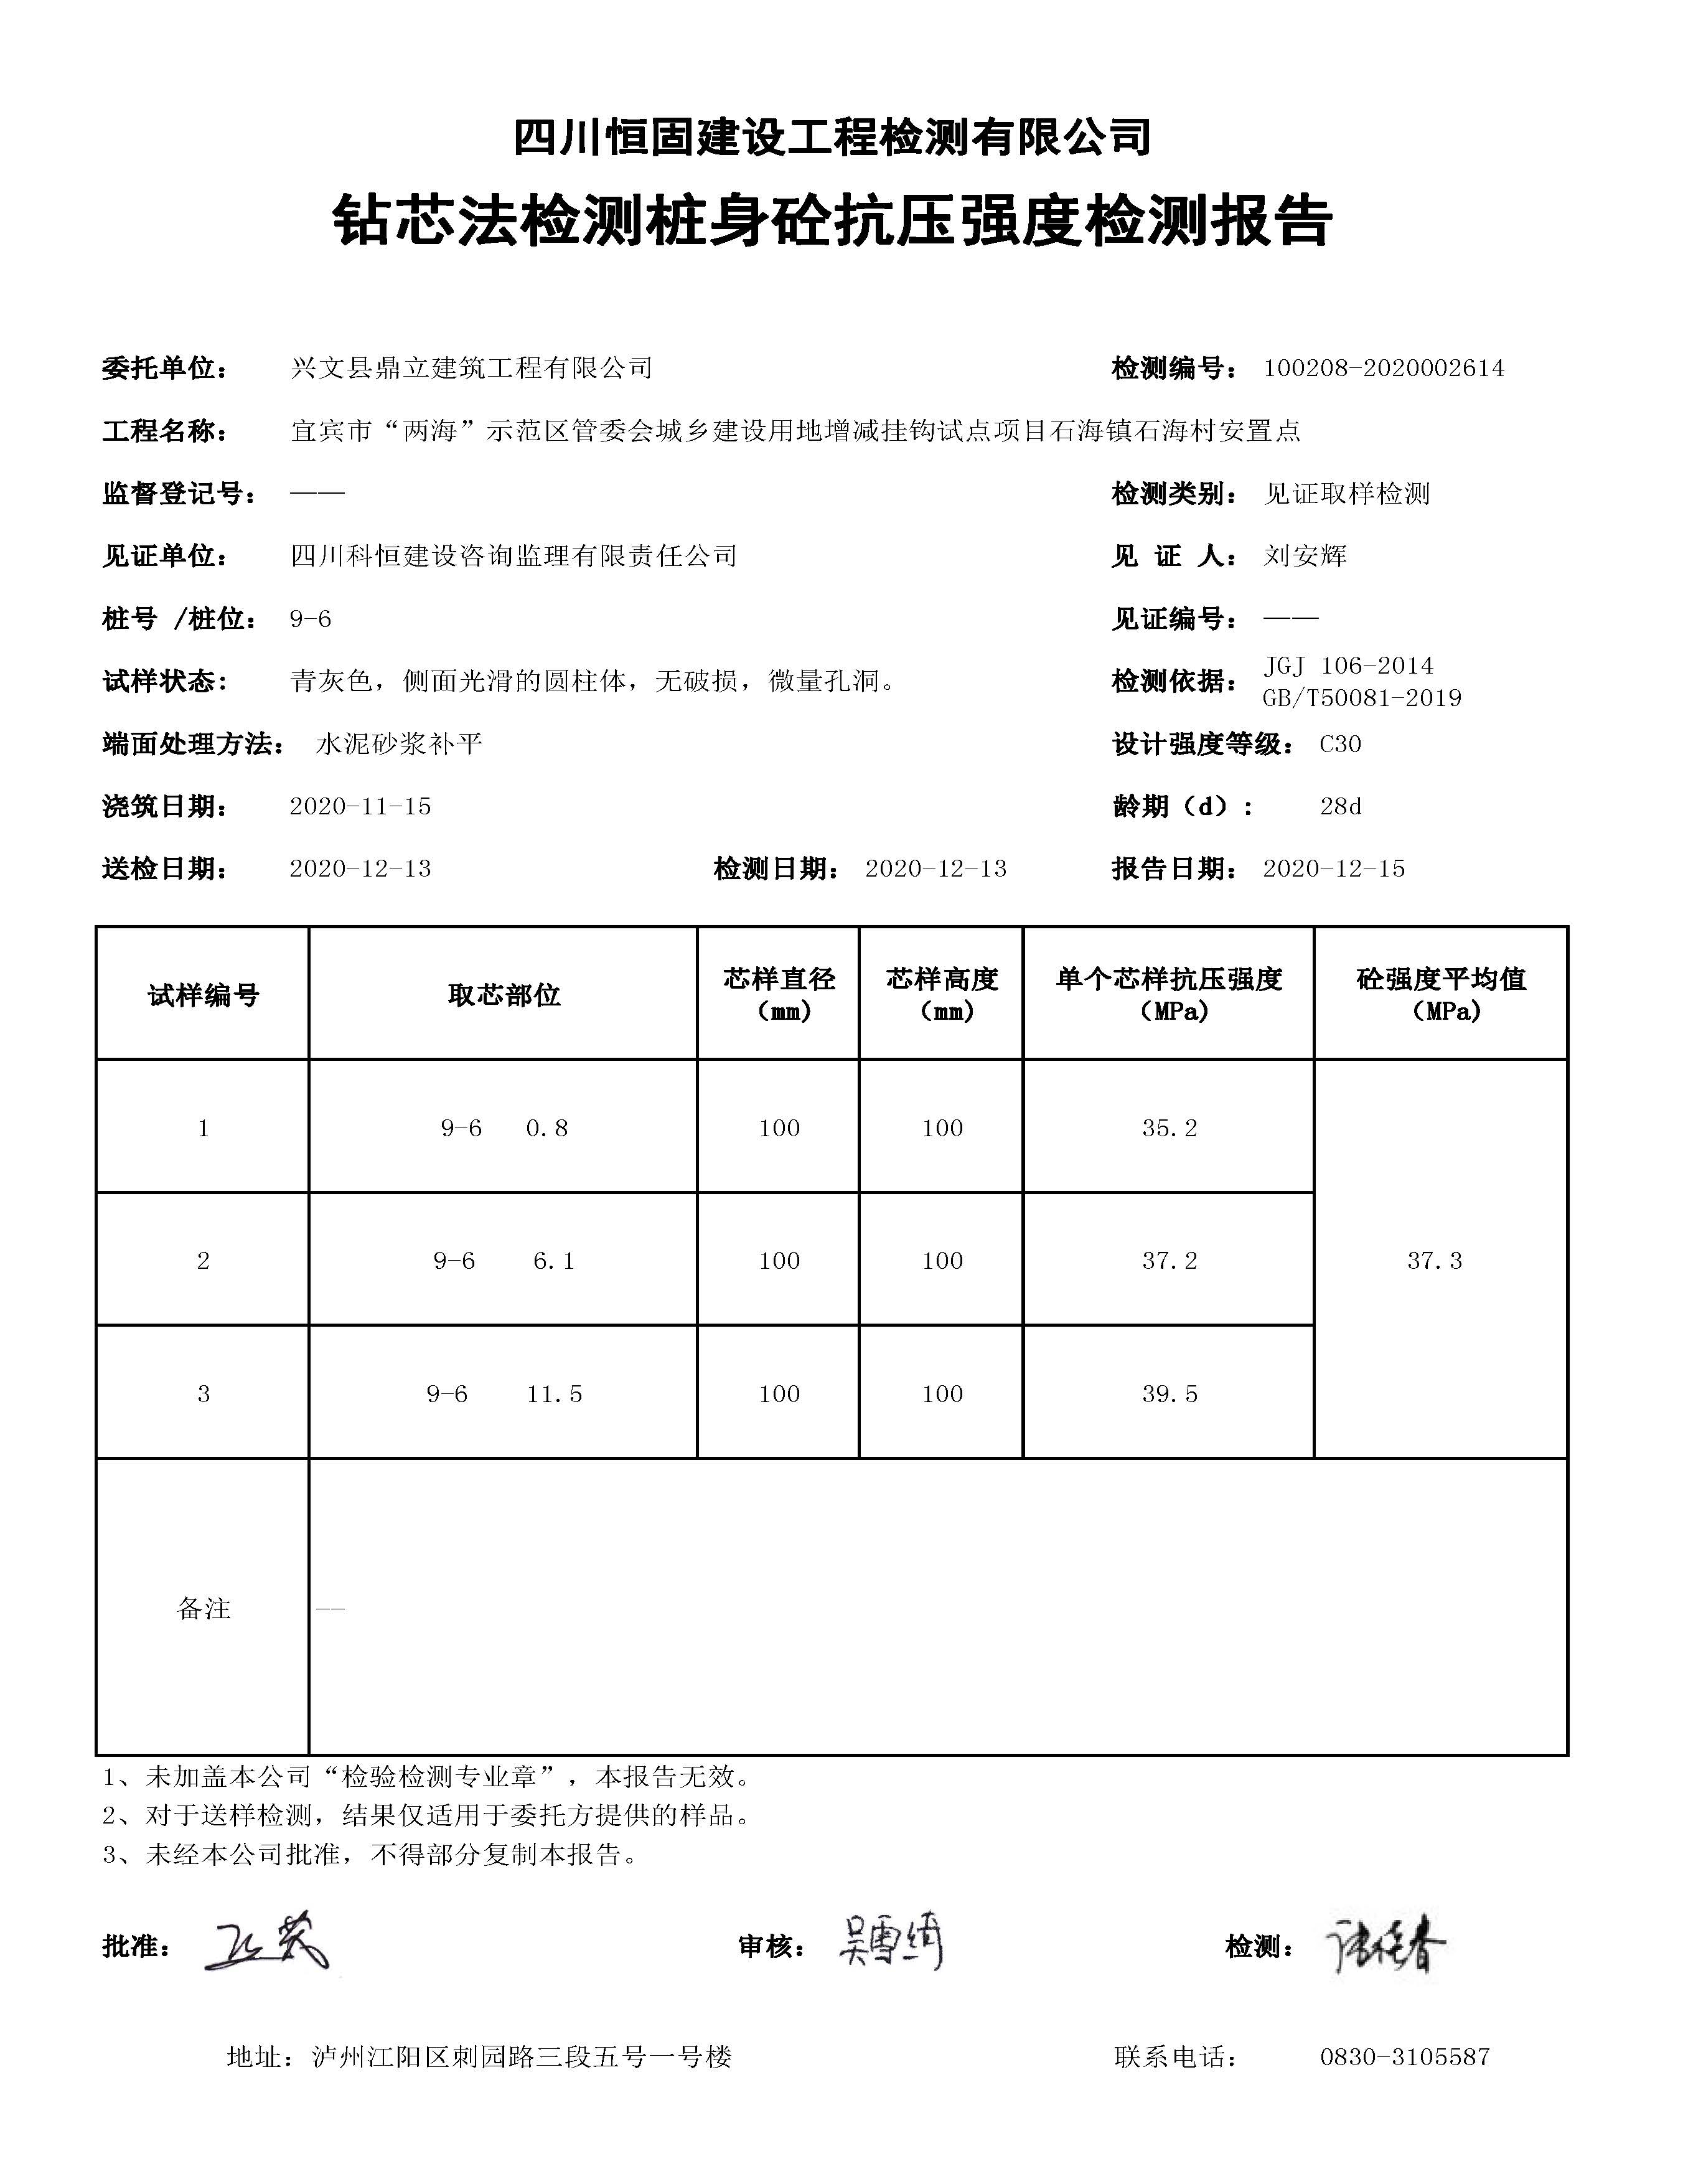 四川恒固建设工程检测有限公司
钻芯法检测桩身砼抗压强度检测报告
委托单位： 兴文县鼎立建筑工程有限公司 检测编号： 100208-2020002614
工程名称： 宜宾市“两海”示范区管委会城乡建设用地增减挂钩试点项目石海镇石海村安置点
监督登记号： —— 检测类别： 见证取样检测
见证单位： 四川科恒建设咨询监理有限责任公司 见 证 人： 刘安辉
桩号 /桩位： 9-6 见证编号： ——
试样状态： 青灰色，侧面光滑的圆柱体，无破损，微量孔洞。 检测依据： JGJ 106-2014
GB/T50081-2019
端面处理方法： 水泥砂浆补平 设计强度等级： C30
浇筑日期： 2020-11-15 龄期（d）： 28d
送检日期： 2020-12-13 检测日期： 2020-12-13 报告日期： 2020-12-15
试样编号 取芯部位 芯样直径（mm) 芯样高度（mm) 单个芯样抗压强度（MPa) 砼强度平均值（MPa)
1 9-6 0.8 100 100 35.2
2 9-6 6.1 100 100 37.2 37.3
3 9-6 11.5 100 100 39.5
备注 ——
1、未加盖本公司“检验检测专业章”，本报告无效。
2、对于送样检测，结果仅适用于委托方提供的样品。
3、未经本公司批准，不得部分复制本报告。
批准： 审核： 吴雪绮 检测：
地址：泸州江阳区刺园路三段五号一号楼 联系电话： 0830-3105587